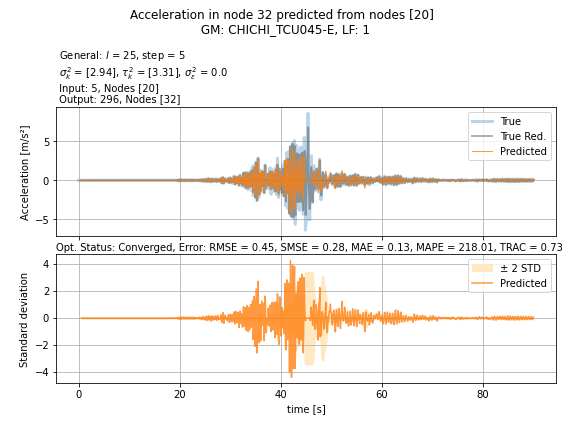 Acceleration in node 32 predicted from nodes [20]
GM: CHICHI_TCU045-E, LF: 1
General: l = 25, step = 5
σ²ₖ = [2.94], τ²ₖ = [3.31], σ²ε = 0.0
Input: 5, Nodes [20]
Output: 296, Nodes [32]
Acceleration [m/s²]
5
0
−5
True
True Red.
Predicted
Opt. Status: Converged, Error: RMSE = 0.45, SMSE = 0.28, MAE = 0.13, MAPE = 218.01, TRAC = 0.73
Standard deviation
4
2
0
−2
−4
± 2 STD
Predicted
0 20 40 60 80
time [s]